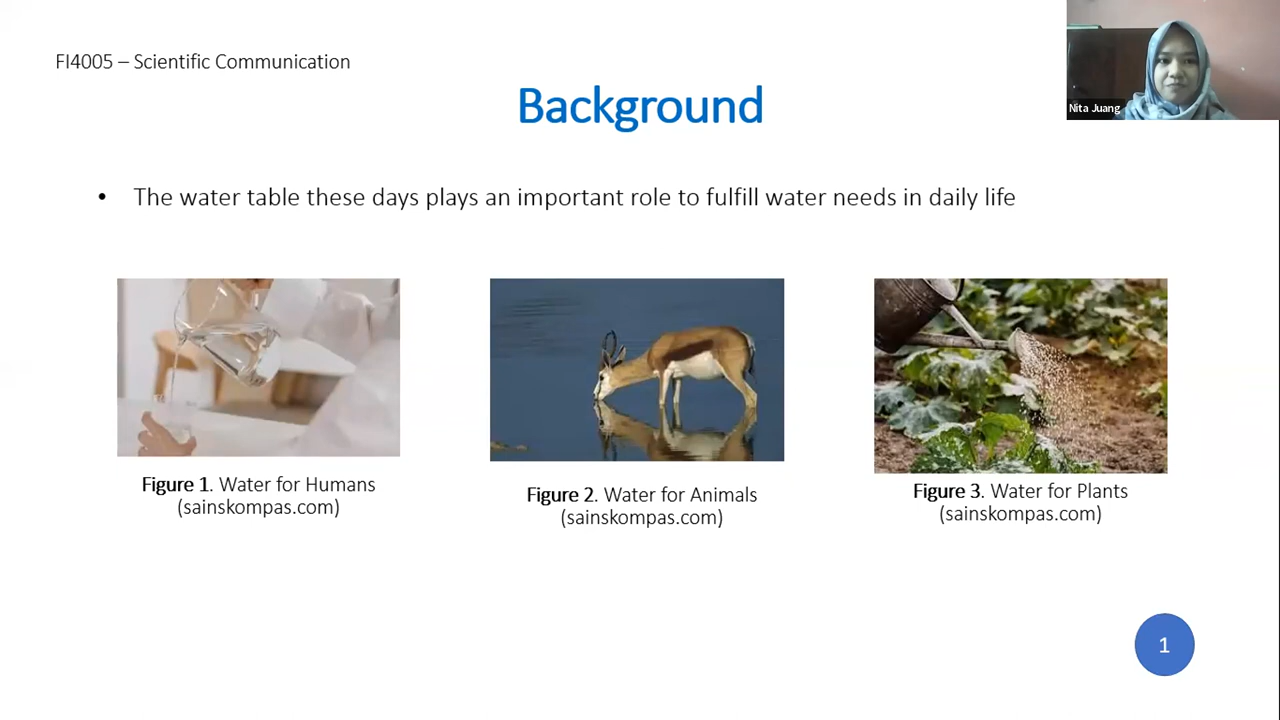 FI4005 – Scientific Communication
Background
Nita Juang
• The water table these days plays an important role to fulfill water needs in daily life
Figure 1. Water for Humans
(sainskompas.com)
Figure 2. Water for Animals
(sainskompas.com)
Figure 3. Water for Plants
(sainskompas.com)
1